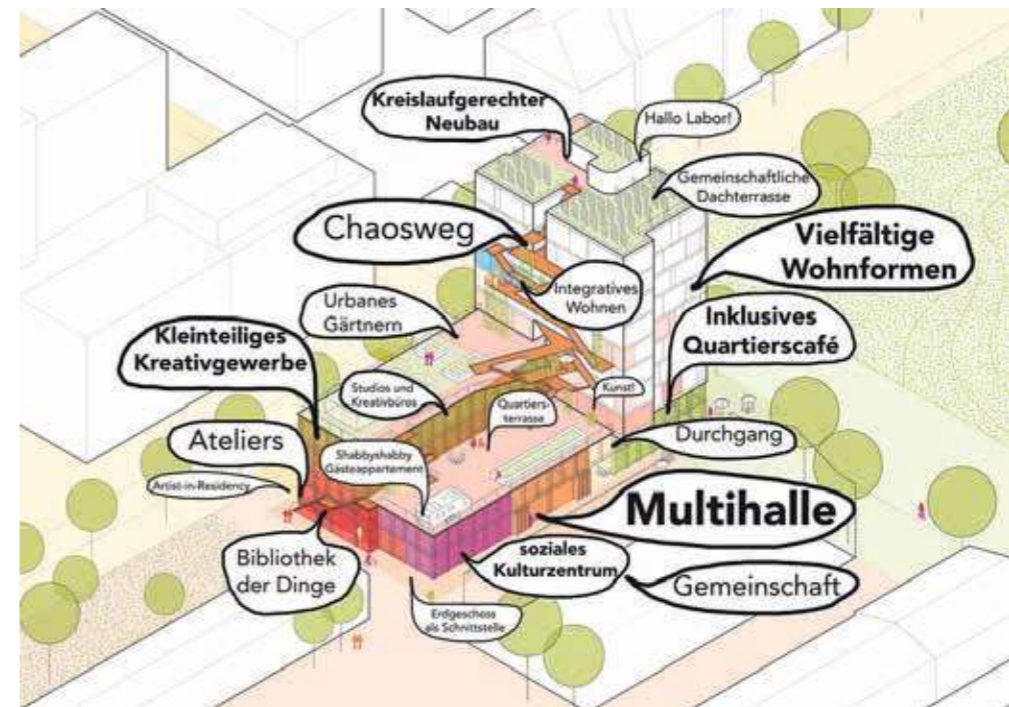 Kreislaufgerechter
Neubau
Hallo Labor!
Gemeinschaftliche
Dachterrasse
Chaosweg
Vielfältige
Wohnformen
Integratives
Wohnen
Urbanes
Gärtnern
Inklusives
Quartierscafé
Kleinteiliges
Kreativgewerbe
Studios und
Kreativbüros
Kunst!
Quartiers-
terrasse
Ateliers
Durchgang
Shabbyshabby
Gästeappartement
Artist-in-Residency
Multihalle
Bibliothek
der Dinge
soziales
Kulturzentrum
Gemeinschaft
Erdgeschoss
als Schnittstelle